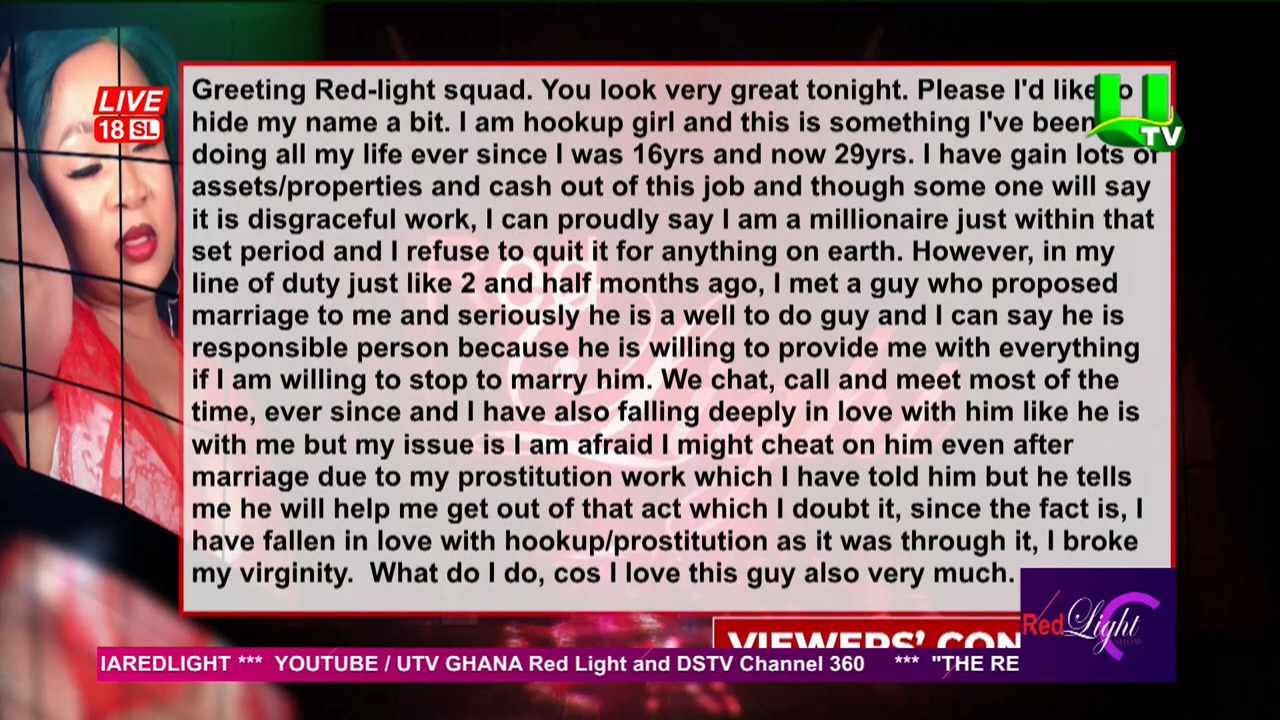 LIVE
18 SL
Greeting Red-light squad. You look very great tonight. Please I'd like
hide my name a bit. I am hookup girl and this is something I've been
doing all my life ever since I was 16yrs and now 29yrs. I have gain lots of
assets/properties and cash out of this job and though some one will say
it is disgraceful work, I can proudly say I am a millionaire just within that
set period and I refuse to quit it for anything on earth. However, in my
line of duty just like 2 and half months ago, I met a guy who proposed
marriage to me and seriously he is a well to do guy and I can say he is
responsible person because he is willing to provide me with everything
if I am willing to stop to marry him. We chat, call and meet most of the
time, ever since and I have also falling deeply in love with him like he is
with me but my issue is I am afraid I might cheat on him even after
marriage due to my prostitution work which I have told him but he tells
me he will help me get out of that act which I doubt it, since the fact is, I
have fallen in love with hookup/prostitution as it was through it, I broke
my virginity.  What do I do, cos I love this guy also very much.
U
TV
VIEWERS' CON
Red Light
SHOW
IAREDLIGHT *** YOUTUBE / UTV GHANA Red Light and DSTV Channel 360 *** "THE RE